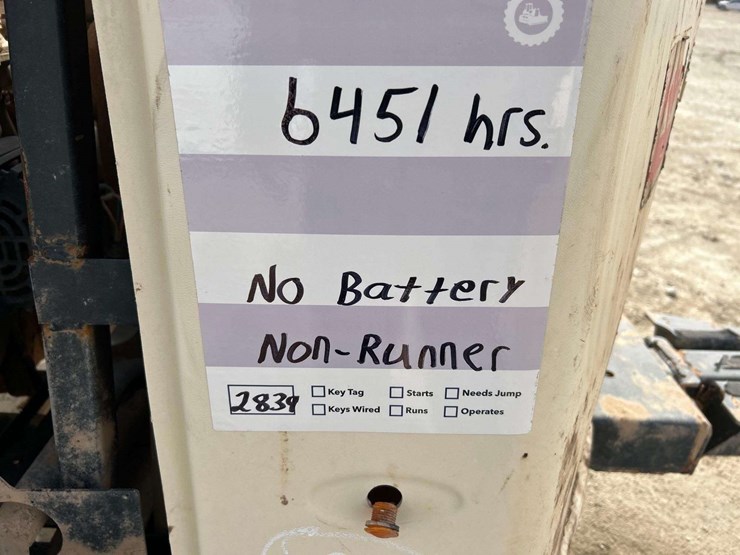 6451 hrs.
No Battery
Non-Runner
2839 Key Tag Starts Needs Jump
Keys Wired Runs Operates